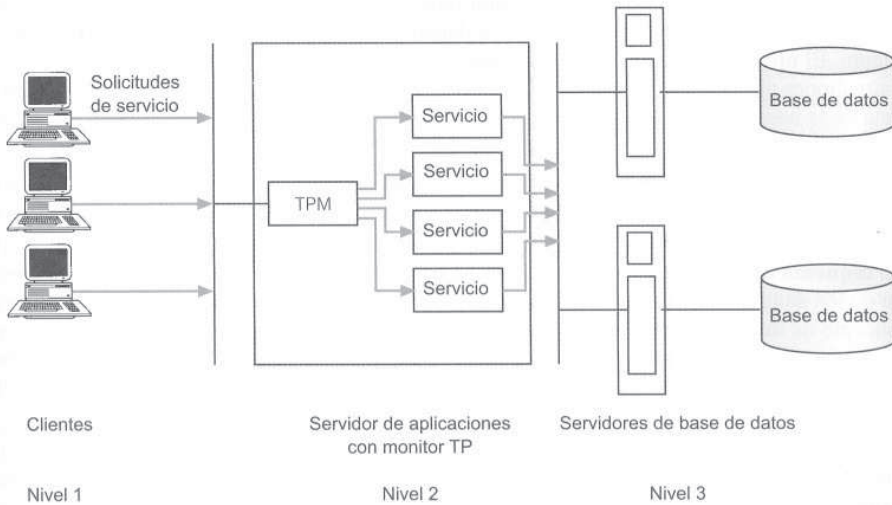 Solicitudes
de servicio
TPM
Servicio
Servicio
Servicio
Servicio
Base de datos
Base de datos
Clientes
Servidor de aplicaciones
con monitor TP
Servidores de base de datos
Nivel 1
Nivel 2
Nivel 3